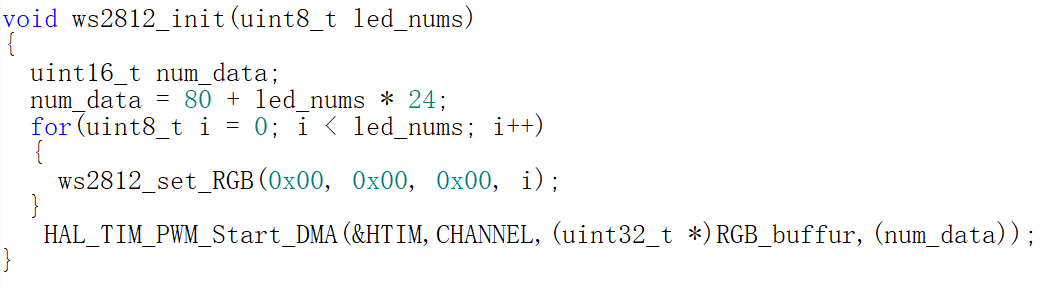 void ws2812_init(uint8_t led_nums)
{
  uint16_t num_data;
  num_data = 80 + led_nums * 24;
  for(uint8_t i = 0; i < led_nums; i++)
  {
    ws2812_set_RGB(0x00, 0x00, 0x00, i);
  }
   HAL_TIM_PWM_Start_DMA(&HTIM,CHANNEL,(uint32_t *)RGB_buffur,(num_data));
}